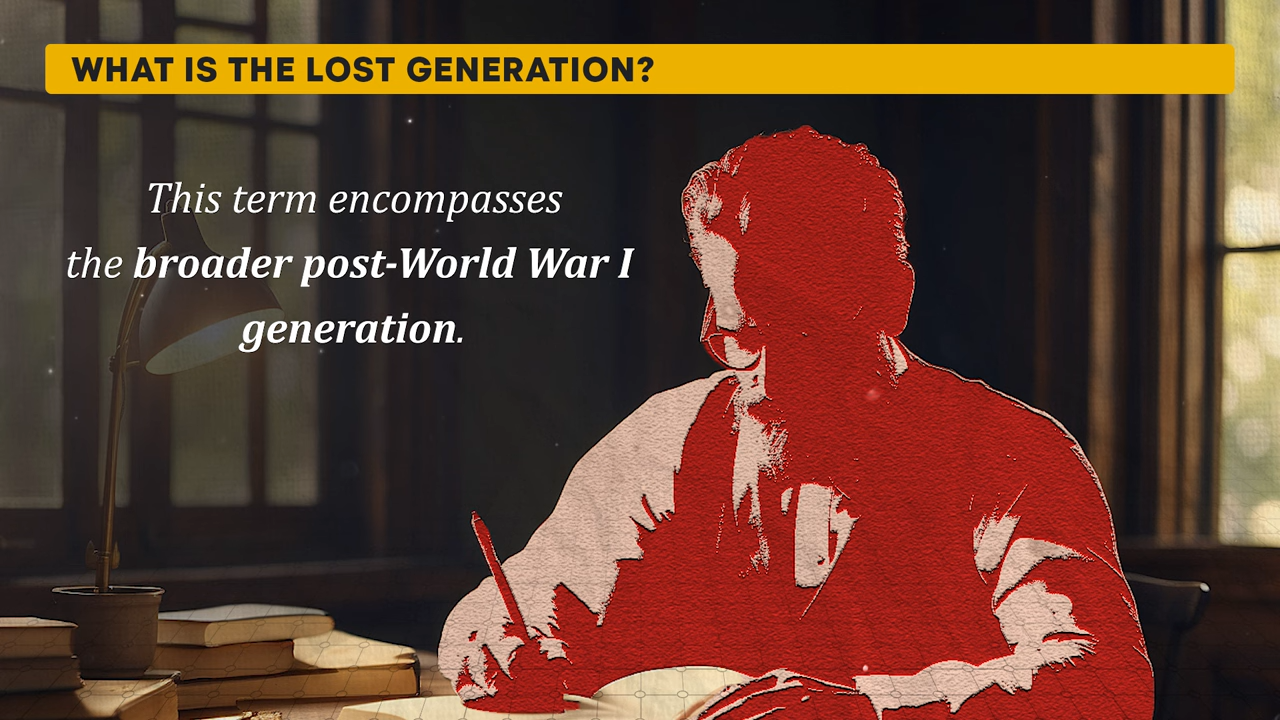 WHAT IS THE LOST GENERATION?
This term encompasses
the broader post-World War I
generation.